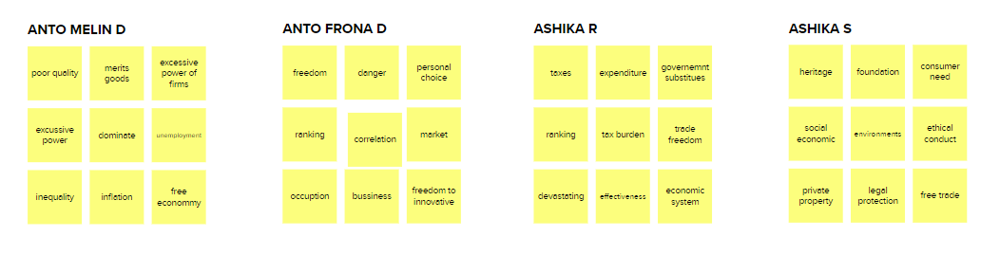 ANTO MELIN D
poor quality
merits
goods
excessive
power of
firms
excussive
power
dominate
unemployment
inequality
inflation
free
econommy
ANTO FRONA D
freedom
danger
personal
choice
ranking
correlation
market
occuption
bussiness
freedom to
innovative
ASHIKA R
taxes
expenditure
governemnt
substitues
ranking
tax burden
trade
freedom
devastating
effectiveness
economic
system
ASHIKA S
heritage
foundation
consumer
need
social
economic
environments
ethical
conduct
private
property
legal
protection
free trade